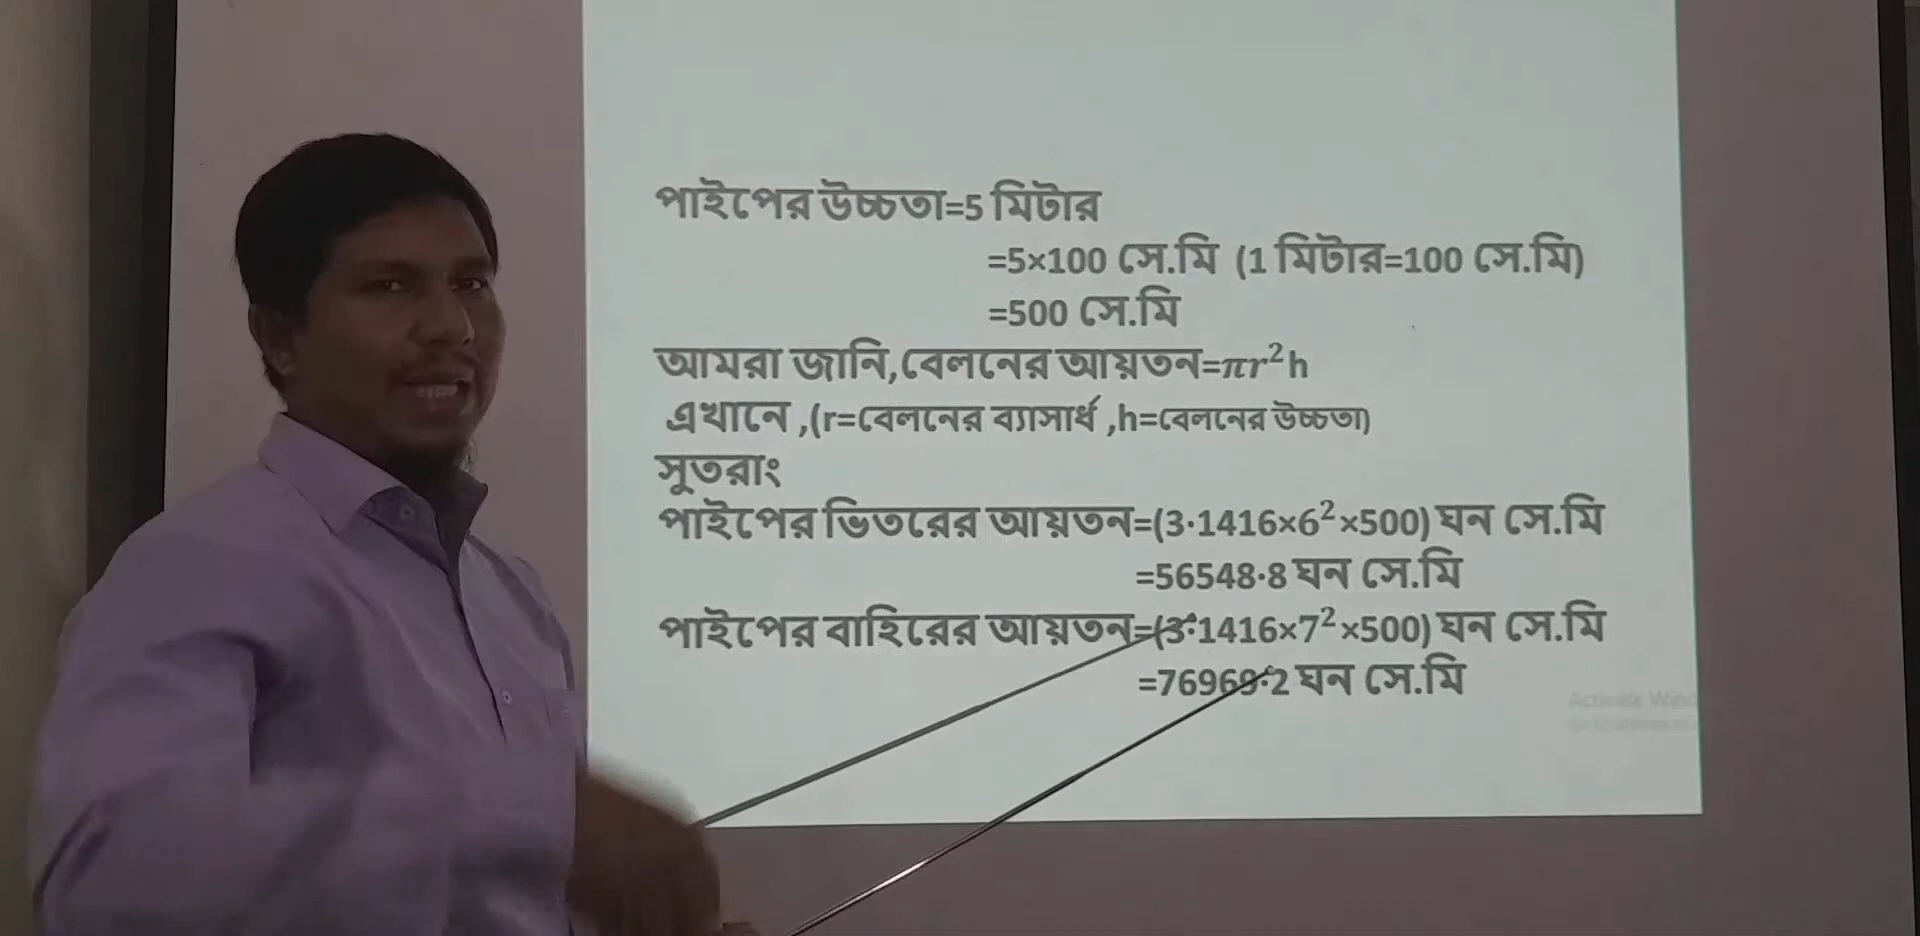 পাইপের উচ্চতা=5 মিটার
=5×100 সে.মি (1 মিটার=100 সে.মি)
=500 সে.মি
আমরা জানি,বেলনের আয়তন=πr²h
এখানে ,(r=বেলনের ব্যাসার্ধ ,h=বেলনের উচ্চতা)
সুতরাং
পাইপের ভিতরের আয়তন=(3·1416×6²×500) ঘন সে.মি
=56548·8 ঘন সে.মি
পাইপের বাহিরের আয়তন=(3·1416×7²×500) ঘন সে.মি
=76969·2 ঘন সে.মি
Activate Wind